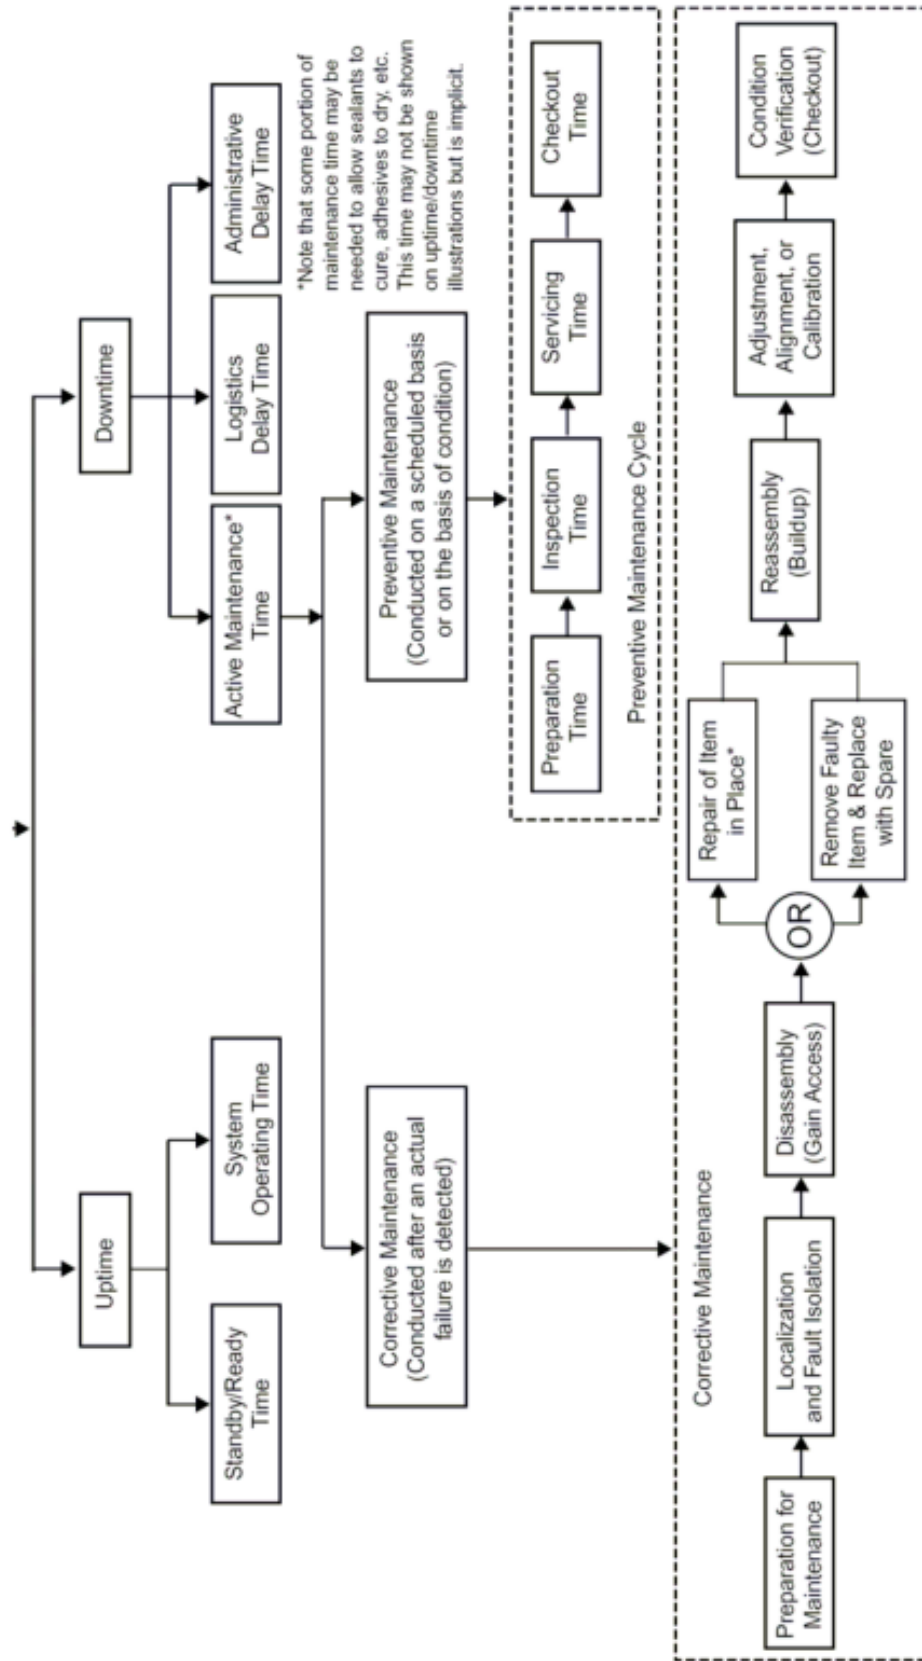 Uptime
Downtime
Standby/Ready
Time
System
Operating Time
Active Maintenance*
Time
Logistics
Delay Time
Administrative
Delay Time
*Note that some portion of
maintenance time may be
needed to allow sealants to
cure, adhesives to dry, etc.
This time may not be shown
on uptime/downtime
illustrations but is implicit.
Corrective Maintenance
(Conducted after an actual
failure is detected)
Preventive Maintenance
(Conducted on a scheduled basis
or on the basis of condition)
Preparation
Time
Inspection
Time
Servicing
Time
Checkout
Time
Preventive Maintenance Cycle
Corrective Maintenance
Preparation for
Maintenance
Localization
and Fault Isolation
Disassembly
(Gain Access)
OR
Repair of Item
in Place*
Remove Faulty
Item & Replace
with Spare
Reassembly
(Buildup)
Adjustment,
Alignment, or
Calibration
Condition
Verification
(Checkout)